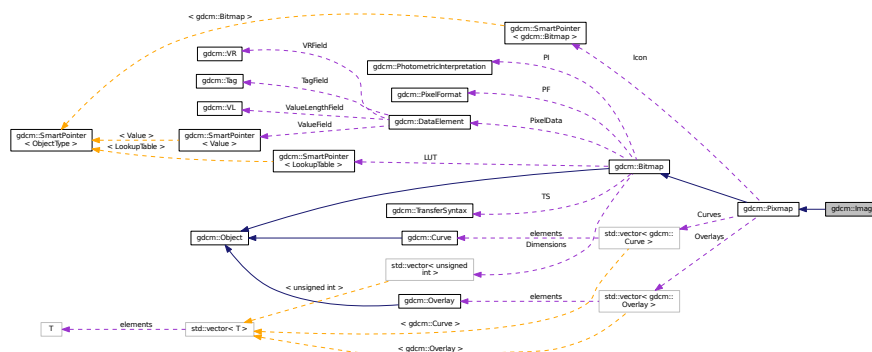 < gdcm::Bitmap >
gdcm::SmartPointer
< gdcm::Bitmap >
VRField
gdcm::VR
PI
Icon
gdcm::PhotometricInterpretation
TagField
gdcm::Tag
PF
gdcm::PixelFormat
gdcm::VL
ValueLengthField
PixelData
gdcm::DataElement
ValueField
gdcm::SmartPointer
< ObjectType >
< Value >
gdcm::SmartPointer
< Value >
< LookupTable >
gdcm::SmartPointer
< LookupTable >
LUT
gdcm::Bitmap
TS
gdcm::TransferSyntax
gdcm::Pixmap
gdcm::Imag
Curves
gdcm::Object
gdcm::Curve
elements
Dimensions
std::vector< gdcm::
Curve >
Overlays
std::vector< unsigned
int >
< unsigned int >
gdcm::Overlay
elements
std::vector< gdcm::
Overlay >
T
elements
std::vector< T >
< gdcm::Curve >
< gdcm::Overlay >